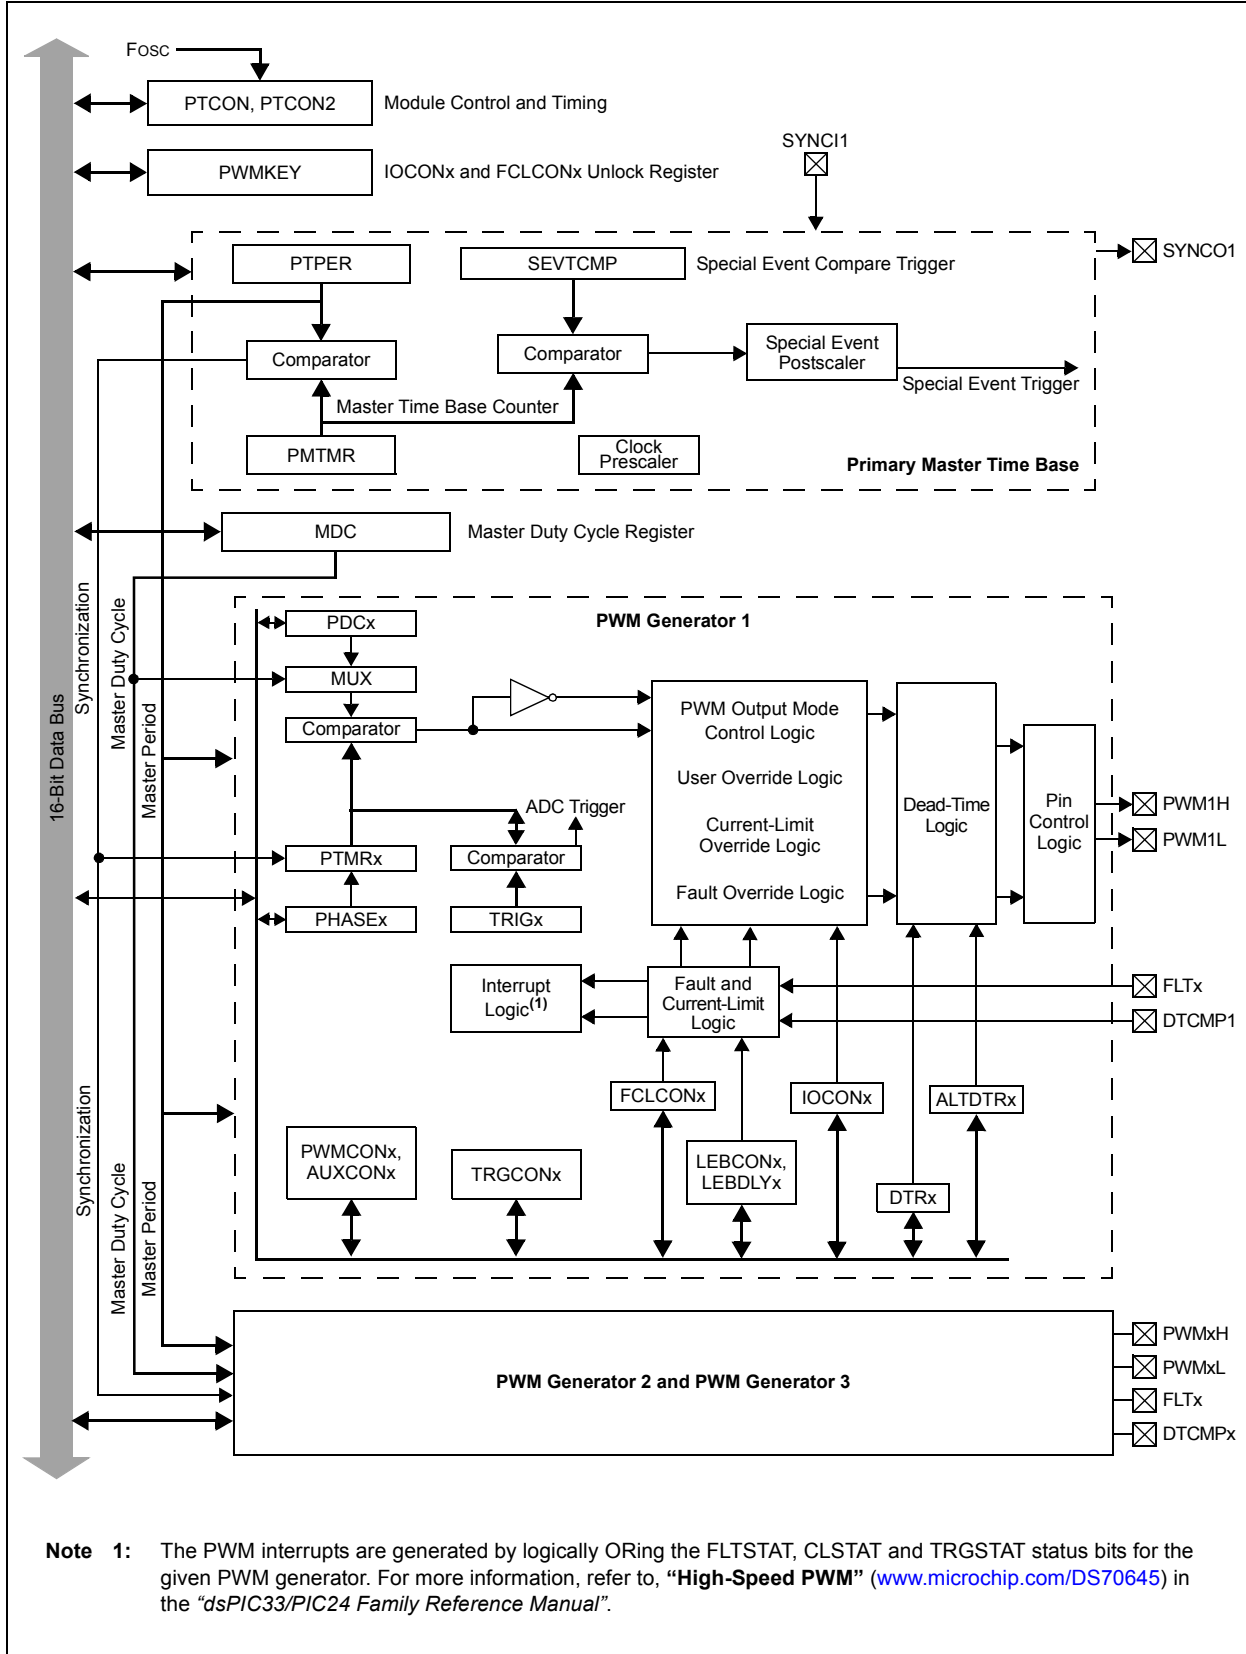 FOSC
PTCON, PTCON2
Module Control and Timing
SYNCI1
PWMKEY
IOCONx and FCLCONx Unlock Register
PTPER
SEVTCMP
Special Event Compare Trigger
SYNCO1
Comparator
Comparator
Special Event
Postscaler
Special Event Trigger
Master Time Base Counter
PMTMR
Clock
Prescaler
Primary Master Time Base
MDC
Master Duty Cycle Register
16-Bit Data Bus
Synchronization
Master Duty Cycle
Master Period
PWM Generator 1
PDCx
MUX
Comparator
PWM Output Mode
Control Logic
User Override Logic
Current-Limit
Override Logic
Fault Override Logic
Dead-Time
Logic
Pin
Control
Logic
PWM1H
PWM1L
ADC Trigger
PTMRx
Comparator
PHASEx
TRIGx
Interrupt
Logic(1)
Fault and
Current-Limit
Logic
FLTx
DTCMP1
FCLCONx
IOCONx
ALTDTRx
PWMCONx,
AUXCONx
TRGCONx
LEBCONx,
LEBDLYx
DTRx
Synchronization
Master Duty Cycle
Master Period
PWM Generator 2 and PWM Generator 3
PWMxH
PWMxL
FLTx
DTCMPx
Note 1: The PWM interrupts are generated by logically ORing the FLTSTAT, CLSTAT and TRGSTAT status bits for the
given PWM generator. For more information, refer to, “High-Speed PWM” (www.microchip.com/DS70645) in
the “dsPIC33/PIC24 Family Reference Manual”.